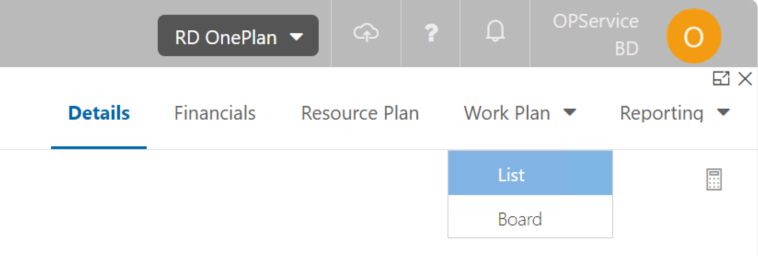 RD OnePlan
?
OPService
BD
O
Details
Financials
Resource Plan
Work Plan
Reporting
List
Board